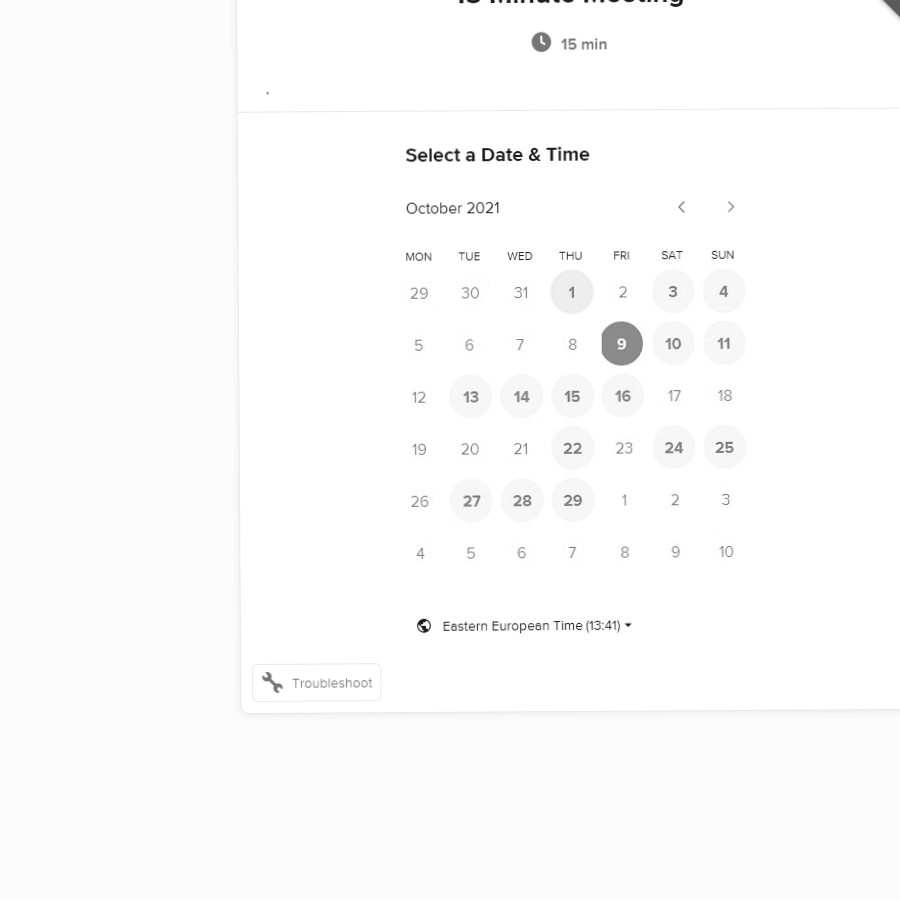 15 Minute Meeting
15 min
Select a Date & Time
October 2021
MON TUE WED THU FRI SAT SUN
29 30 31 1 2 3 4
5 6 7 8 9 10 11
12 13 14 15 16 17 18
19 20 21 22 23 24 25
26 27 28 29 1 2 3
4 5 6 7 8 9 10
Eastern European Time (13:41)
Troubleshoot